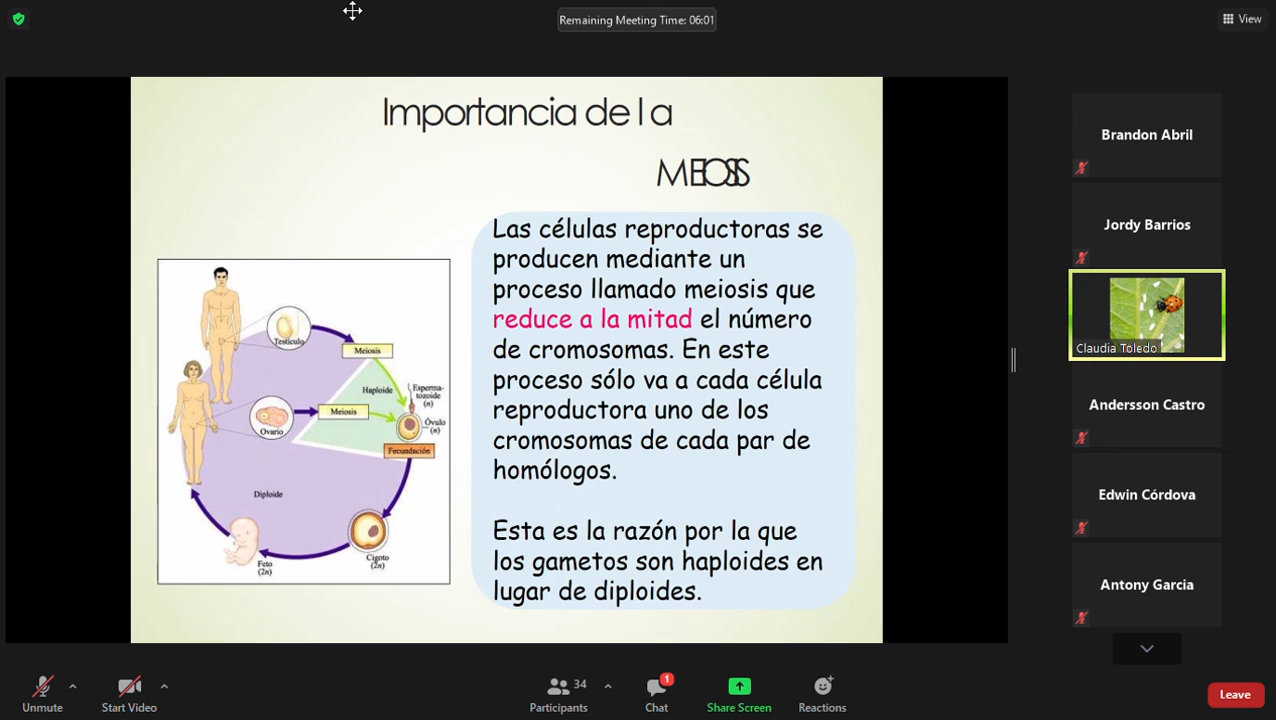 Remaining Meeting Time: 06:01
View
Importancia de l a
MEIOSIS
Las células reproductoras se
producen mediante un
proceso llamado meiosis que
reduce a la mitad el número
de cromosomas. En este
proceso sólo va a cada célula
reproductora uno de los
cromosomas de cada par de
homólogos.
Esta es la razón por la que
los gametos son haploides en
lugar de diploides.
Testículo
Meiosis
Haploide
Esperma-
tozoide
(n)
Meiosis
Óvulo
(n)
Ovario
Fecundación
Diploide
Cigoto
(2n)
Feto
(2n)
Brandon Abril
Jordy Barrios
Claudia Toledo
Andersson Castro
Edwin Córdova
Antony Garcia
Unmute
Start Video
34
Participants
1
Chat
Share Screen
Reactions
Leave